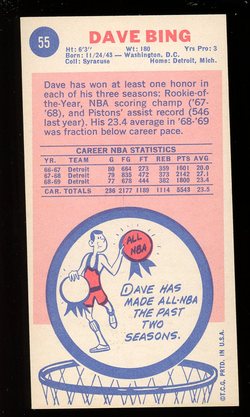 55
DAVE BING
Ht: 6'3" Wt: 180 Yrs Pro: 3
Born: 11/24/43 — Washington, D.C.
Coll: Syracuse Home: Detroit, Mich.
Dave has won at least one honor in
each of his three seasons: Rookie-of-
the-Year, NBA scoring champ ('67-
'68), and Pistons' assist record (546
last year). His 23.4 average in '68-'69
was fraction below career pace.
CAREER NBA STATISTICS
YR. TEAM G FG FT REB PTS AVG
66-67 Detroit 80 664 273 359 1601 20.0
67-68 Detroit 79 835 472 373 2142 27.1
68-69 Detroit 77 678 444 382 1800 23.4
TOTALS 236 2177 1189 1114 5543 23.5
ALL
NBA
DAVE HAS
MADE ALL-NBA
THE PAST
TWO
SEASONS.
©T.C.G. PRTD. IN U.S.A.